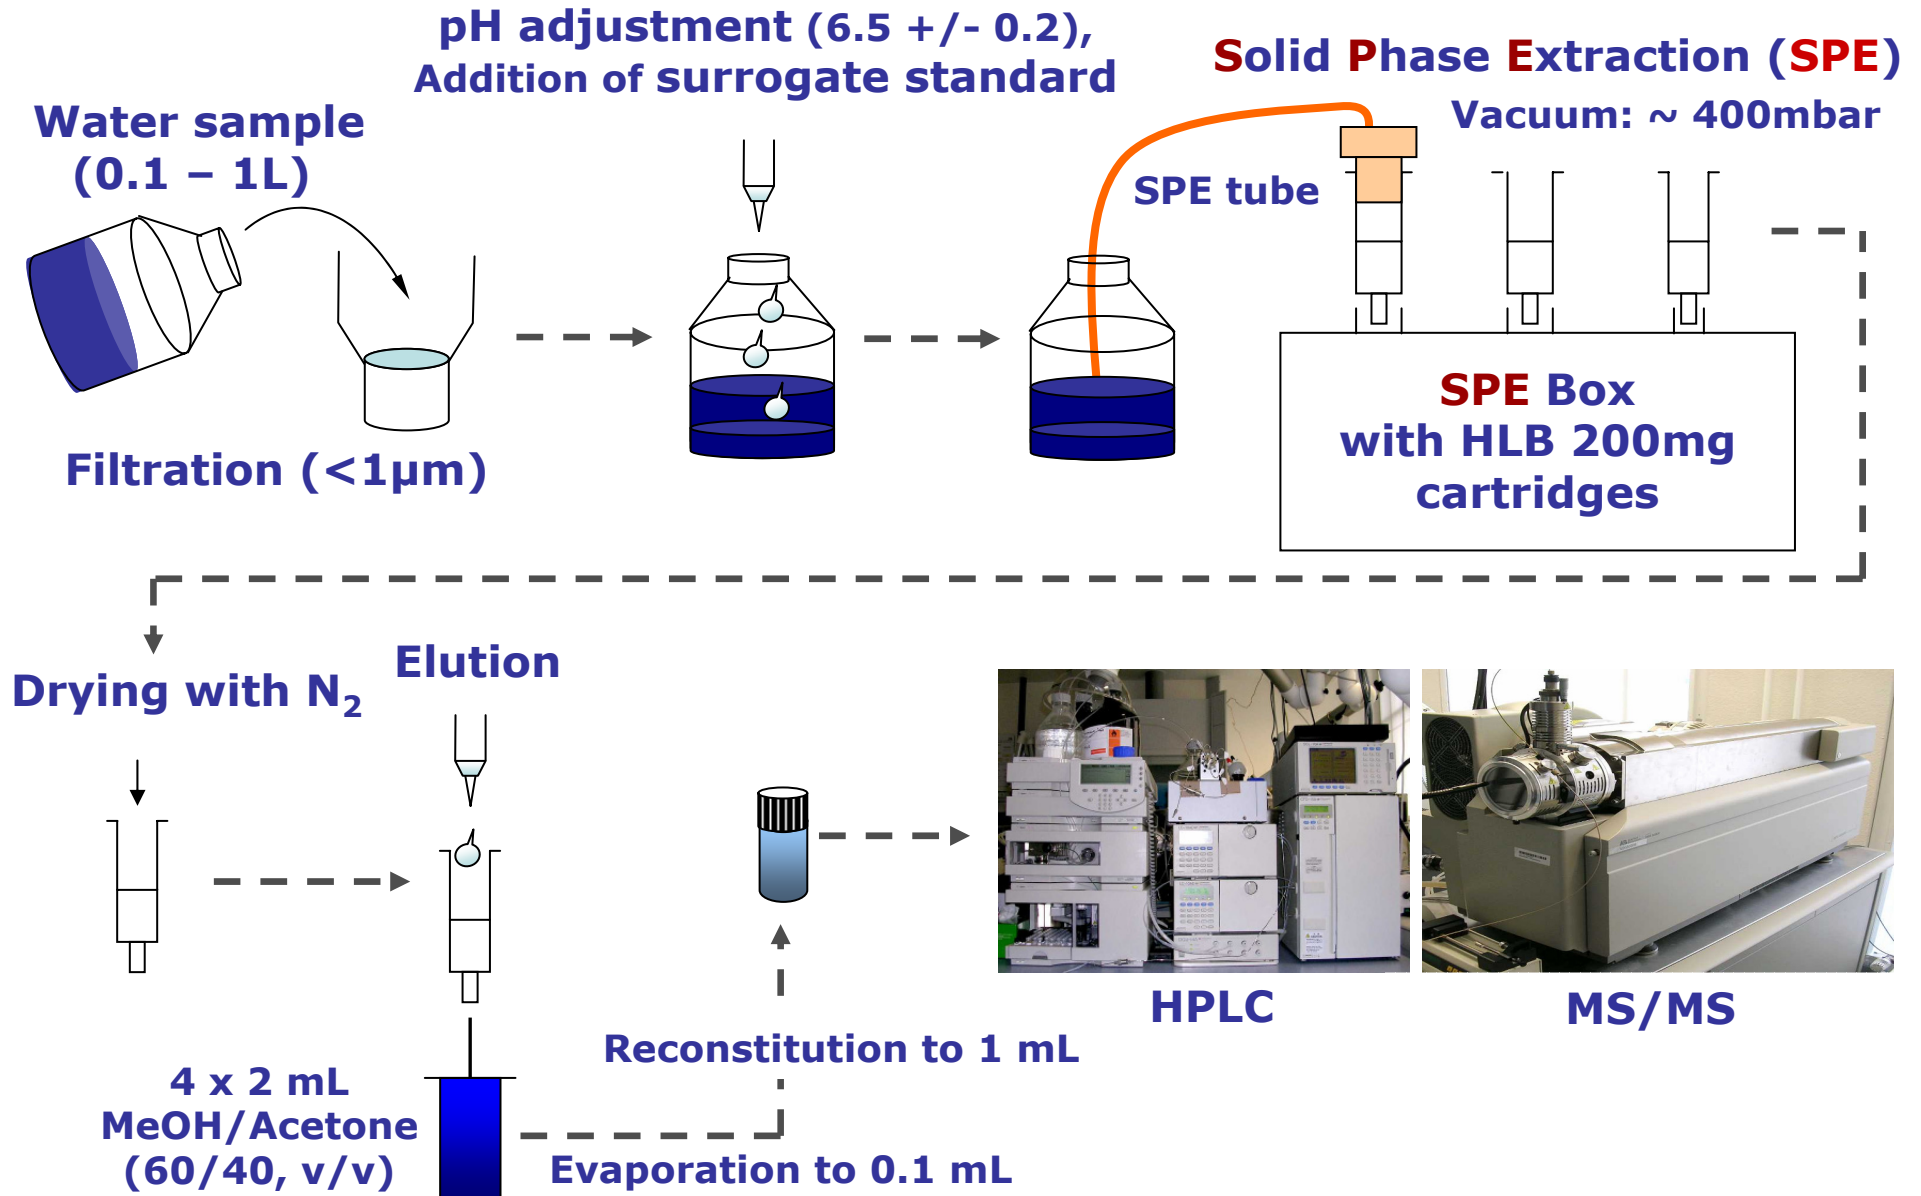 pH adjustment (6.5 +/- 0.2),
Addition of surrogate standard
Solid Phase Extraction (SPE)
Vacuum: ~ 400mbar
Water sample
(0.1 – 1L)
SPE tube
Filtration (<1µm)
SPE Box
with HLB 200mg
cartridges
Drying with N₂
Elution
HPLC
MS/MS
Reconstitution to 1 mL
4 x 2 mL
MeOH/Acetone
(60/40, v/v)
Evaporation to 0.1 mL